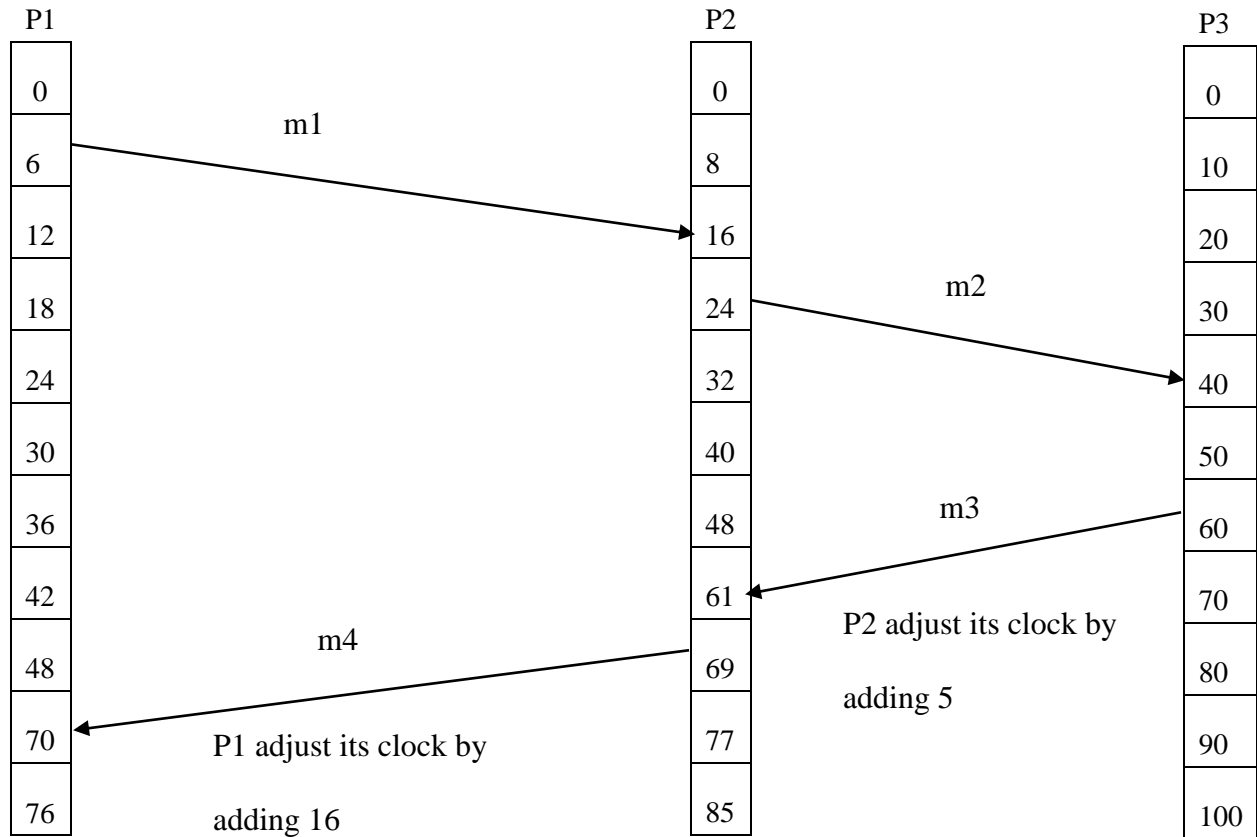 P1 P2 P3
0 0 0
m1
6 8 10
12 16 20
m2
18 24 30
24 32 40
30 40 50
m3
36 48 60
42 61 70
P2 adjust its clock by
m4
48 69 80
adding 5
70 77 90
P1 adjust its clock by
76 85 100
adding 16